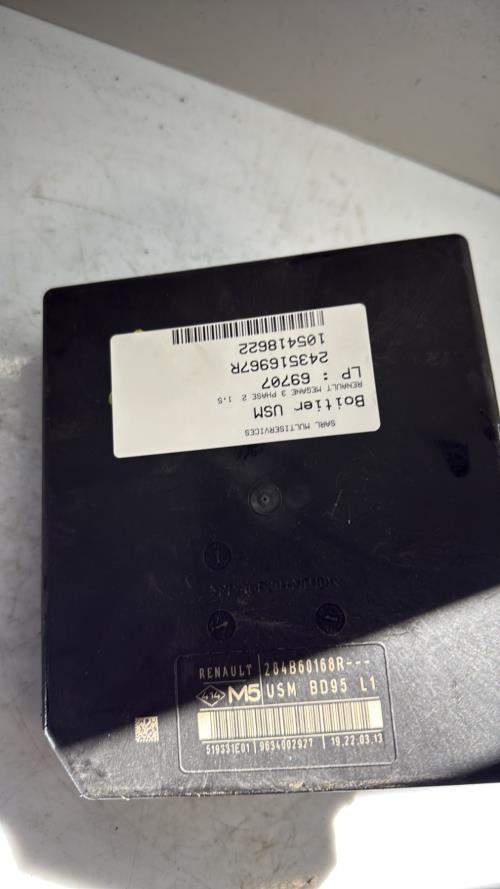 SARL MULTISERVICES
Boitier USM
RENAULT MEGANE 3 PHASE 2 1.5
LP : 69707
243516967R
105418622
RENAULT 284B60168R---
M5 USM BD95 L1
519331E01 9634002927 19.22.03.13